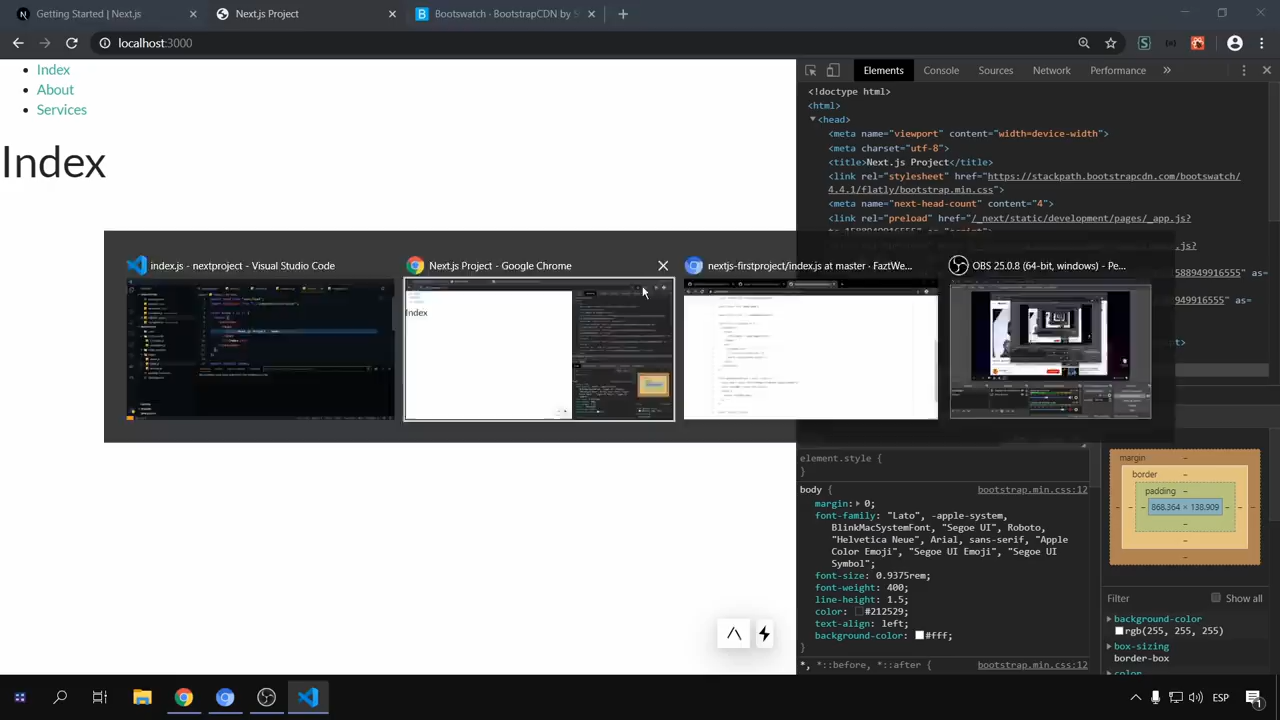 Getting Started | Next.js
Next.js Project
Bootswatch - BootstrapCDN by S
localhost:3000
Index
About
Services
Index
Elements
Console
Sources
Network
Performance
<!doctype html>
<html>
<head>
<meta name="viewport" content="width=device-width">
<meta charset="utf-8">
<title>Next.js Project</title>
<link rel="stylesheet" href="https://stackpath.bootstrapcdn.com/bootswatch/
4.4.1/flatly/bootstrap.min.css">
<meta name="next-head-count" content="4">
<link rel="preload" href="/_next/static/development/pages/_app.js?
index.js - nextproject - Visual Studio Code
Next.js Project - Google Chrome
nextjs-firstproject/index.js at master · FaztWe...
OBS 25.0.8 (64-bit, windows)
Index
element.style {
}
body {
bootstrap.min.css:12
margin: 0;
font-family: "Lato", -apple-system,
BlinkMacSystemFont, "Segoe UI", Roboto,
"Helvetica Neue", Arial, sans-serif, "Apple
Color Emoji", "Segoe UI Emoji", "Segoe UI
Symbol";
font-size: 0.9375rem;
font-weight: 400;
line-height: 1.5;
color: #212529;
text-align: left;
background-color: #fff;
}
*, *::before, *::after {
bootstrap.min.css:12
margin
border
padding
868.364 × 138.909
Filter
Show all
background-color
rgb(255, 255, 255)
box-sizing
border-box
color
ESP
1